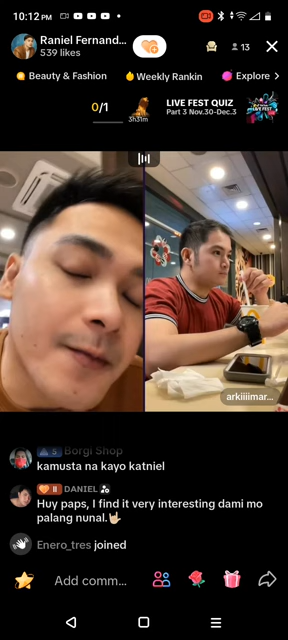 10:12 PM
Raniel Fernand...
539 likes
13
Beauty & Fashion
Weekly Rankin
Explore >
0/1
3h31m
LIVE FEST QUIZ
Part 3 Nov.30-Dec.3
arkiiimar...
5 Borgi Shop
kamusta na kayo katniel
II DANIEL
Huy paps, I find it very interesting dami mo
palang nunal.
Enero_tres joined
Add comm...